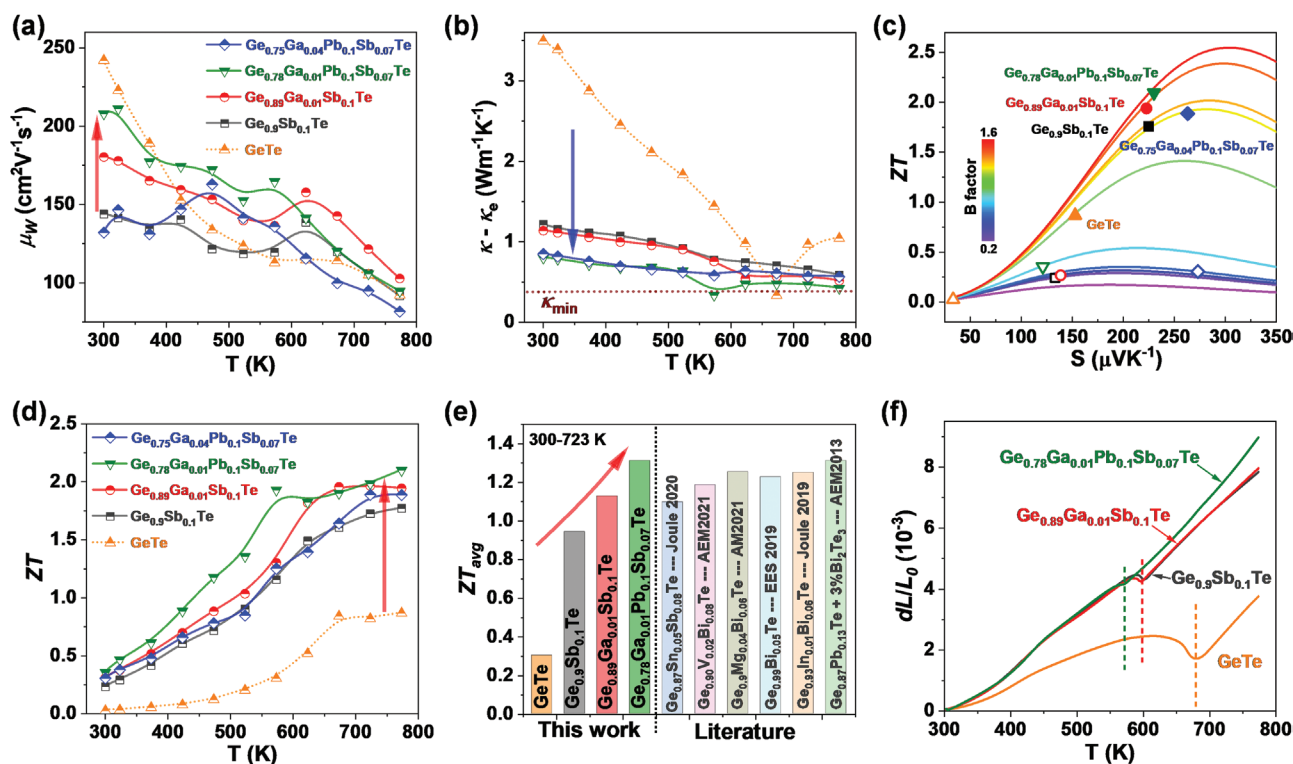 (a)
250
200
150
100
μW (cm²V⁻¹s⁻¹)
300 400 500 600 700 800
T (K)
Ge₀.₇₅Ga₀.₀₄Pb₀.₁Sb₀.₀₇Te
Ge₀.₇₈Ga₀.₀₁Pb₀.₁Sb₀.₀₇Te
Ge₀.₈₉Ga₀.₀₁Sb₀.₁Te
Ge₀.₉Sb₀.₁Te
GeTe
(b)
4
3
2
1
0
κ - κe (Wm⁻¹K⁻¹)
κmin
300 400 500 600 700 800
T (K)
(c)
2.5
2.0
1.5
1.0
0.5
0.0
ZT
Ge₀.₇₈Ga₀.₀₁Pb₀.₁Sb₀.₀₇Te
Ge₀.₈₉Ga₀.₀₁Sb₀.₁Te
Ge₀.₉Sb₀.₁Te
Ge₀.₇₅Ga₀.₀₄Pb₀.₁Sb₀.₀₇Te
1.6
B factor
0.2
GeTe
50 100 150 200 250 300 350
S (μVK⁻¹)
(d)
2.5
2.0
1.5
1.0
0.5
0.0
ZT
Ge₀.₇₅Ga₀.₀₄Pb₀.₁Sb₀.₀₇Te
Ge₀.₇₈Ga₀.₀₁Pb₀.₁Sb₀.₀₇Te
Ge₀.₈₉Ga₀.₀₁Sb₀.₁Te
Ge₀.₉Sb₀.₁Te
GeTe
300 400 500 600 700 800
T (K)
(e)
1.5
1.2
0.9
0.6
0.3
0.0
ZTavg
300-723 K
GeTe
Ge₀.₉Sb₀.₁Te
Ge₀.₈₉Ga₀.₀₁Sb₀.₁Te
Ge₀.₇₈Ga₀.₀₁Pb₀.₁Sb₀.₀₇Te
Ge₀.₈₇Sn₀.₀₅Sb₀.₀₈Te --- Joule 2020
Ge₀.₉₀V₀.₀₂Bi₀.₀₈Te --- AEM2021
Ge₀.₉Mg₀.₀₄Bi₀.₀₆Te --- AM2021
Ge₀.₉₉Bi₀.₀₅Te --- EES 2019
Ge₀.₉₃In₀.₀₁Bi₀.₀₆Te --- Joule 2019
Ge₀.₈₇Pb₀.₁₃Te + 3%Bi₂Te₃ --- AEM2013
This work
Literature
(f)
8
4
0
dL/L₀ (10⁻³)
Ge₀.₇₈Ga₀.₀₁Pb₀.₁Sb₀.₀₇Te
Ge₀.₈₉Ga₀.₀₁Sb₀.₁Te
Ge₀.₉Sb₀.₁Te
GeTe
300 400 500 600 700 800
T (K)